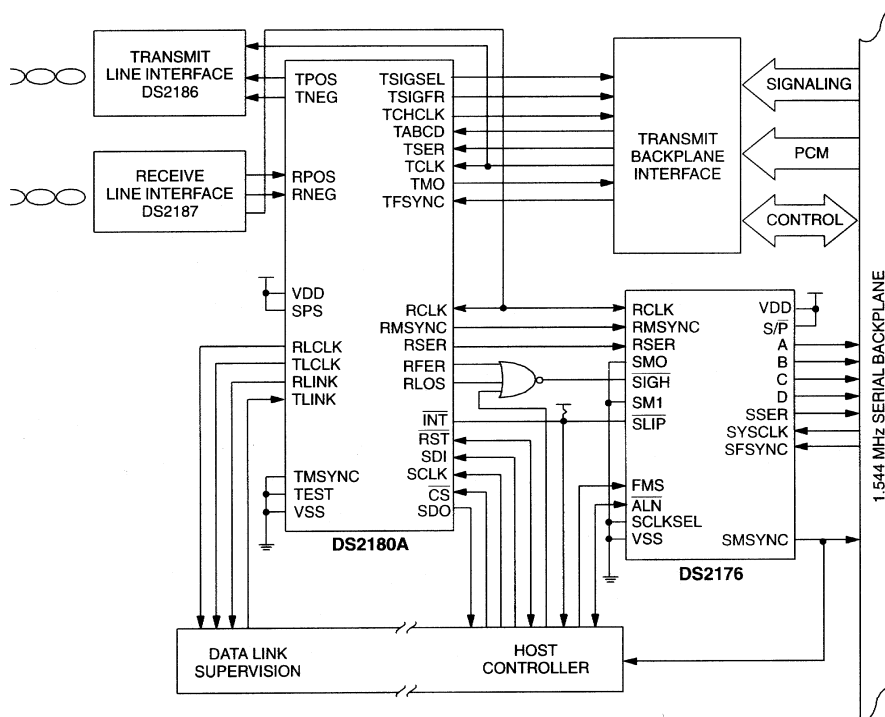 TRANSMIT
LINE INTERFACE
DS2186
RECEIVE
LINE INTERFACE
DS2187
TPOS
TNEG
RPOS
RNEG
VDD
SPS
RLCLK
TLCLK
RLINK
TLINK
TMSYNC
TEST
VSS
TSIGSEL
TSIGFR
TCHCLK
TABCD
TSER
TCLK
TMO
TFSYNC
RCLK
RMSYNC
RSER
RFER
RLOS
INT
RST
SDI
SCLK
CS
SDO
DS2180A
TRANSMIT
BACKPLANE
INTERFACE
SIGNALING
PCM
CONTROL
RCLK
RMSYNC
RSER
SMO
SIGH
SM1
SLIP
FMS
ALN
SCLKSEL
VSS
VDD
S/P
A
B
C
D
SSER
SYSCLK
SFSYNC
SMSYNC
DS2176
1.544 MHz SERIAL BACKPLANE
DATA LINK
SUPERVISION
HOST
CONTROLLER